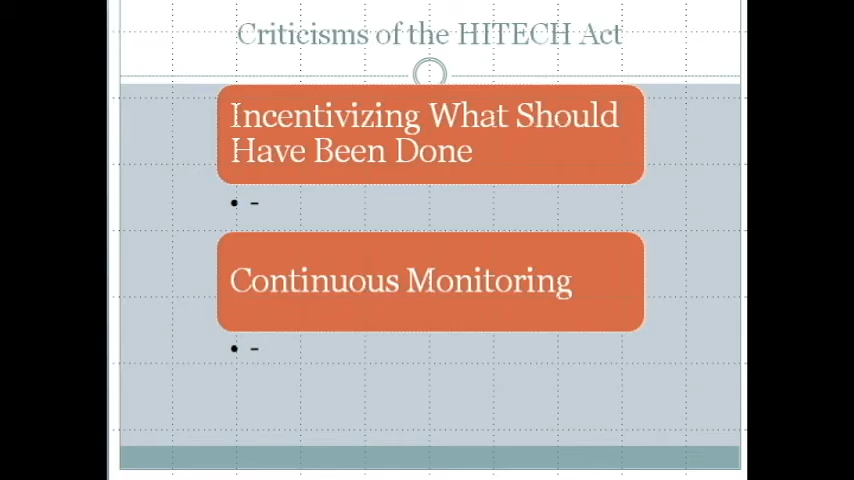 Criticisms of the HITECH Act
Incentivizing What Should
Have Been Done
• -
Continuous Monitoring
• -